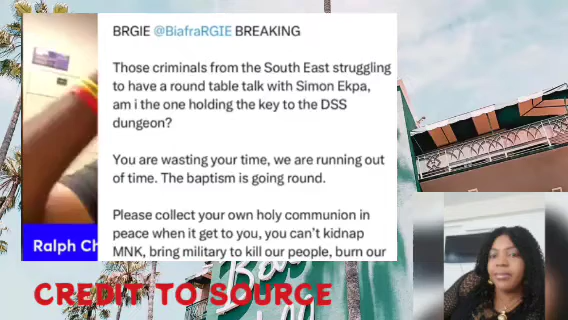 BRGIE @BiafraRGIE BREAKING
Those criminals from the South East struggling
to have a round table talk with Simon Ekpa,
am i the one holding the key to the DSS
dungeon?
You are wasting your time, we are running out
of time. The baptism is going round.
Please collect your own holy communion in
peace when it get to you, you can't kidnap
MNK, bring military to kill our people, burn our
Ralph Ch
CREDIT TO SOURCE